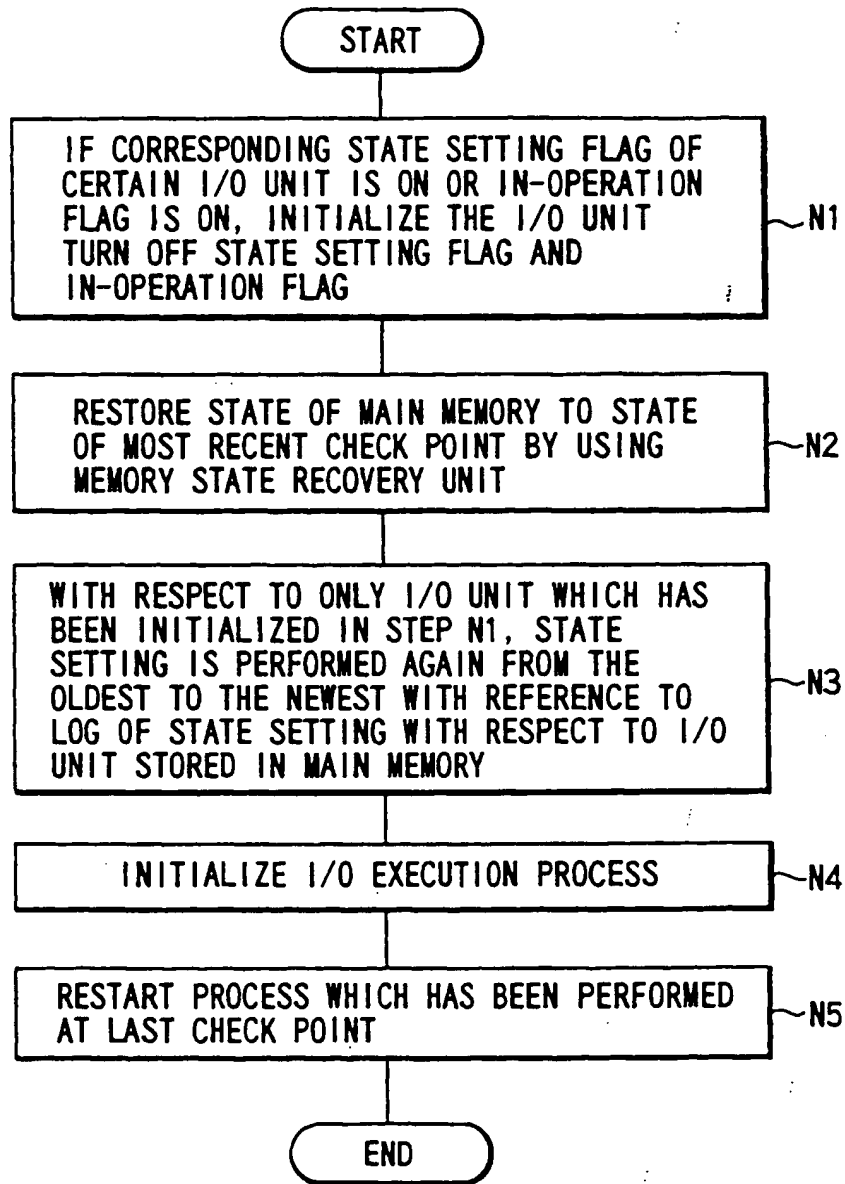 START
IF CORRESPONDING STATE SETTING FLAG OF
CERTAIN I/O UNIT IS ON OR IN-OPERATION
FLAG IS ON, INITIALIZE THE I/O UNIT
TURN OFF STATE SETTING FLAG AND
IN-OPERATION FLAG
N1
RESTORE STATE OF MAIN MEMORY TO STATE
OF MOST RECENT CHECK POINT BY USING
MEMORY STATE RECOVERY UNIT
N2
WITH RESPECT TO ONLY I/O UNIT WHICH HAS
BEEN INITIALIZED IN STEP N1, STATE
SETTING IS PERFORMED AGAIN FROM THE
OLDEST TO THE NEWEST WITH REFERENCE TO
LOG OF STATE SETTING WITH RESPECT TO I/O
UNIT STORED IN MAIN MEMORY
N3
INITIALIZE I/O EXECUTION PROCESS
N4
RESTART PROCESS WHICH HAS BEEN PERFORMED
AT LAST CHECK POINT
N5
END